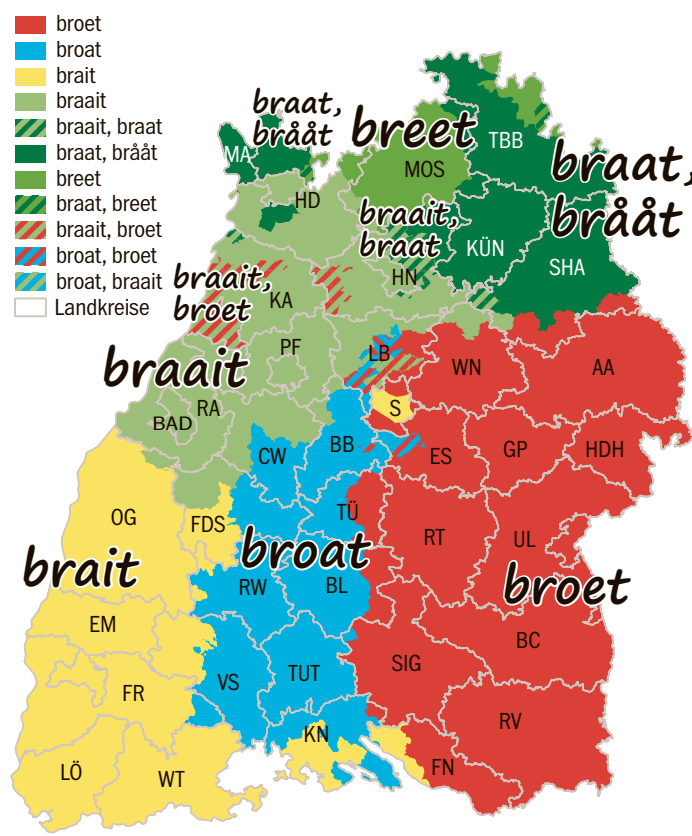 broet
broat
brait
braait
braait, braat
braat, brååt
breet
braat, breet
braait, broet
broat, broet
broat, braait
Landkreise
braat,
brååt
breet
TBB
MA
MOS
braat,
brååt
HD
braait,
braat
KÜN
SHA
HN
braait,
broet
KA
LB
PF
WN
AA
braait
RA
BAD
S
BB
CW
ES
GP
HDH
OG
FDS
TÜ
RT
UL
brait
broat
broet
RW
BL
EM
BC
SIG
FR
VS
TUT
RV
KN
LÖ
WT
FN